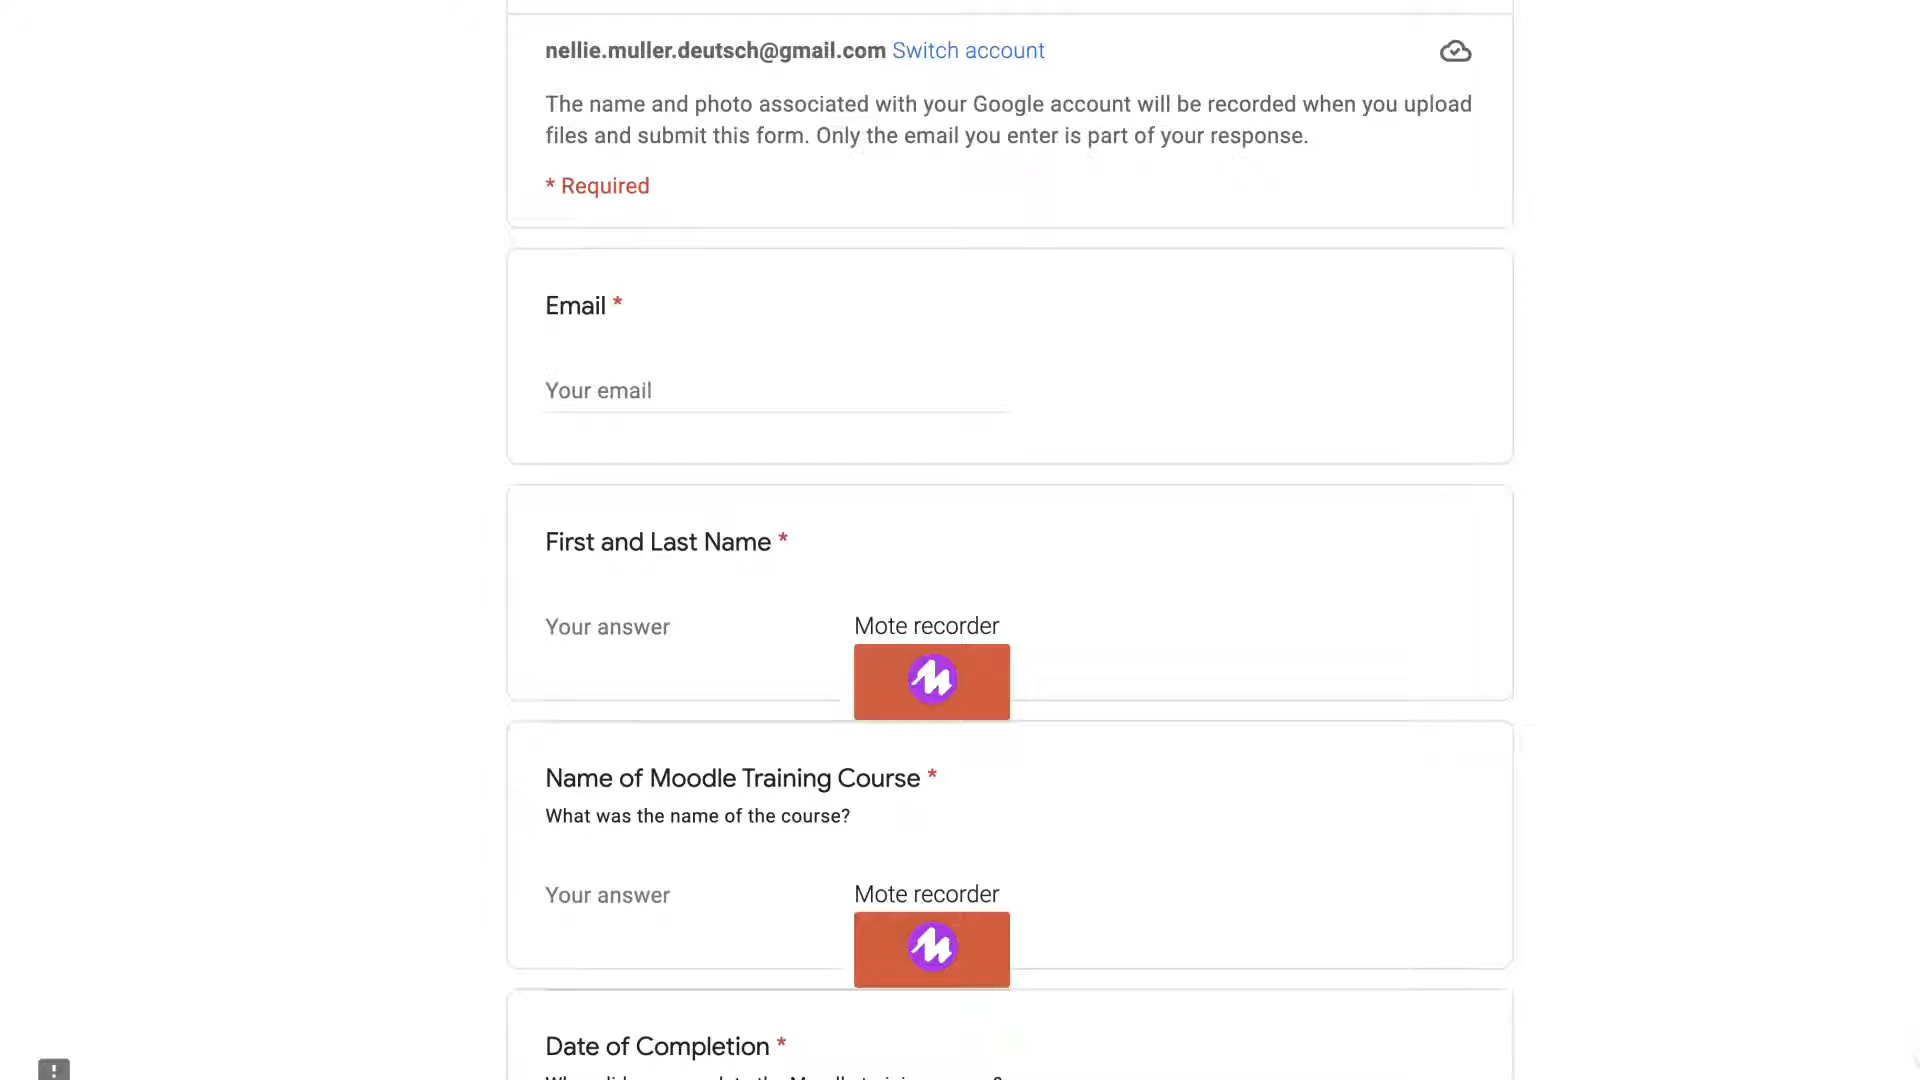 nellie.muller.deutsch@gmail.com Switch account
The name and photo associated with your Google account will be recorded when you upload
files and submit this form. Only the email you enter is part of your response.
* Required
Email *
Your email
First and Last Name *
Your answer
Mote recorder
Name of Moodle Training Course *
What was the name of the course?
Your answer
Mote recorder
Date of Completion *